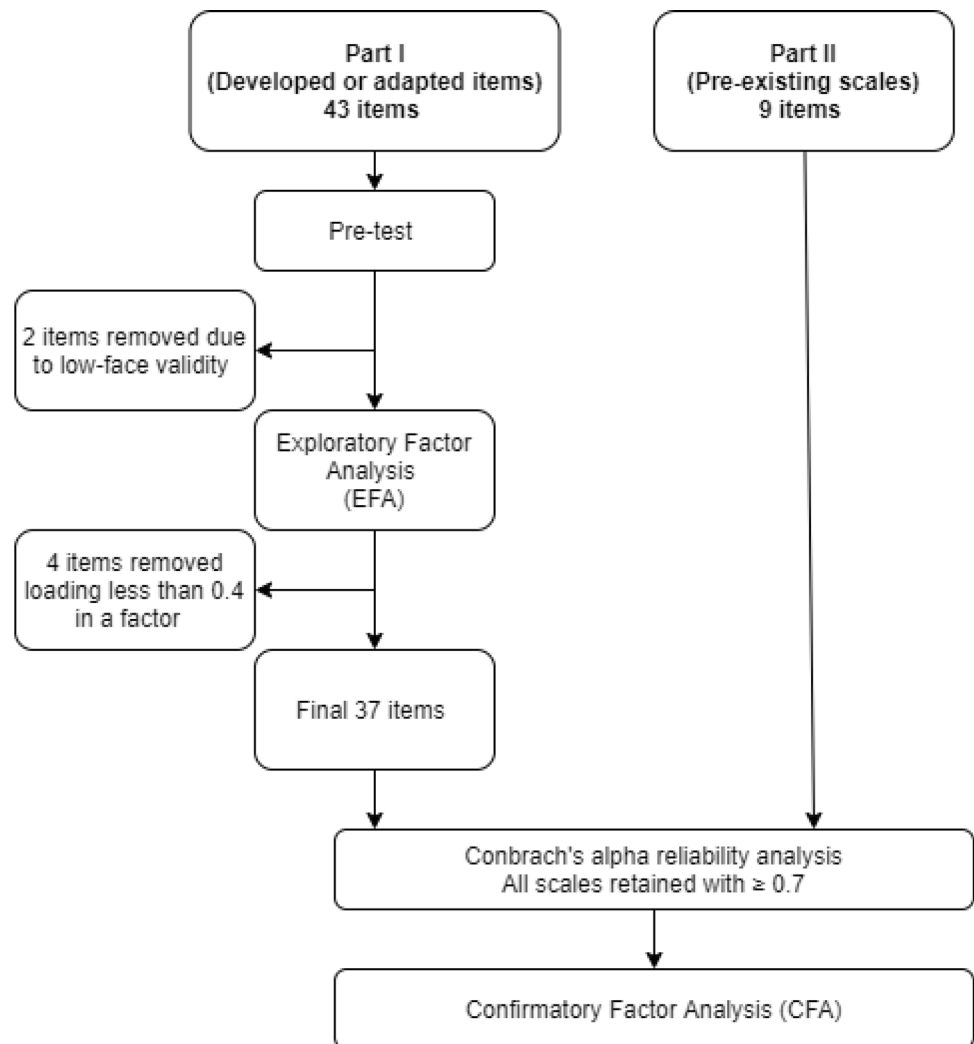 Part I
(Developed or adapted items)
43 items
Part II
(Pre-existing scales)
9 items
Pre-test
2 items removed due
to low-face validity
Exploratory Factor
Analysis
(EFA)
4 items removed
loading less than 0.4
in a factor
Final 37 items
Conbrach's alpha reliability analysis
All scales retained with ≥ 0.7
Confirmatory Factor Analysis (CFA)